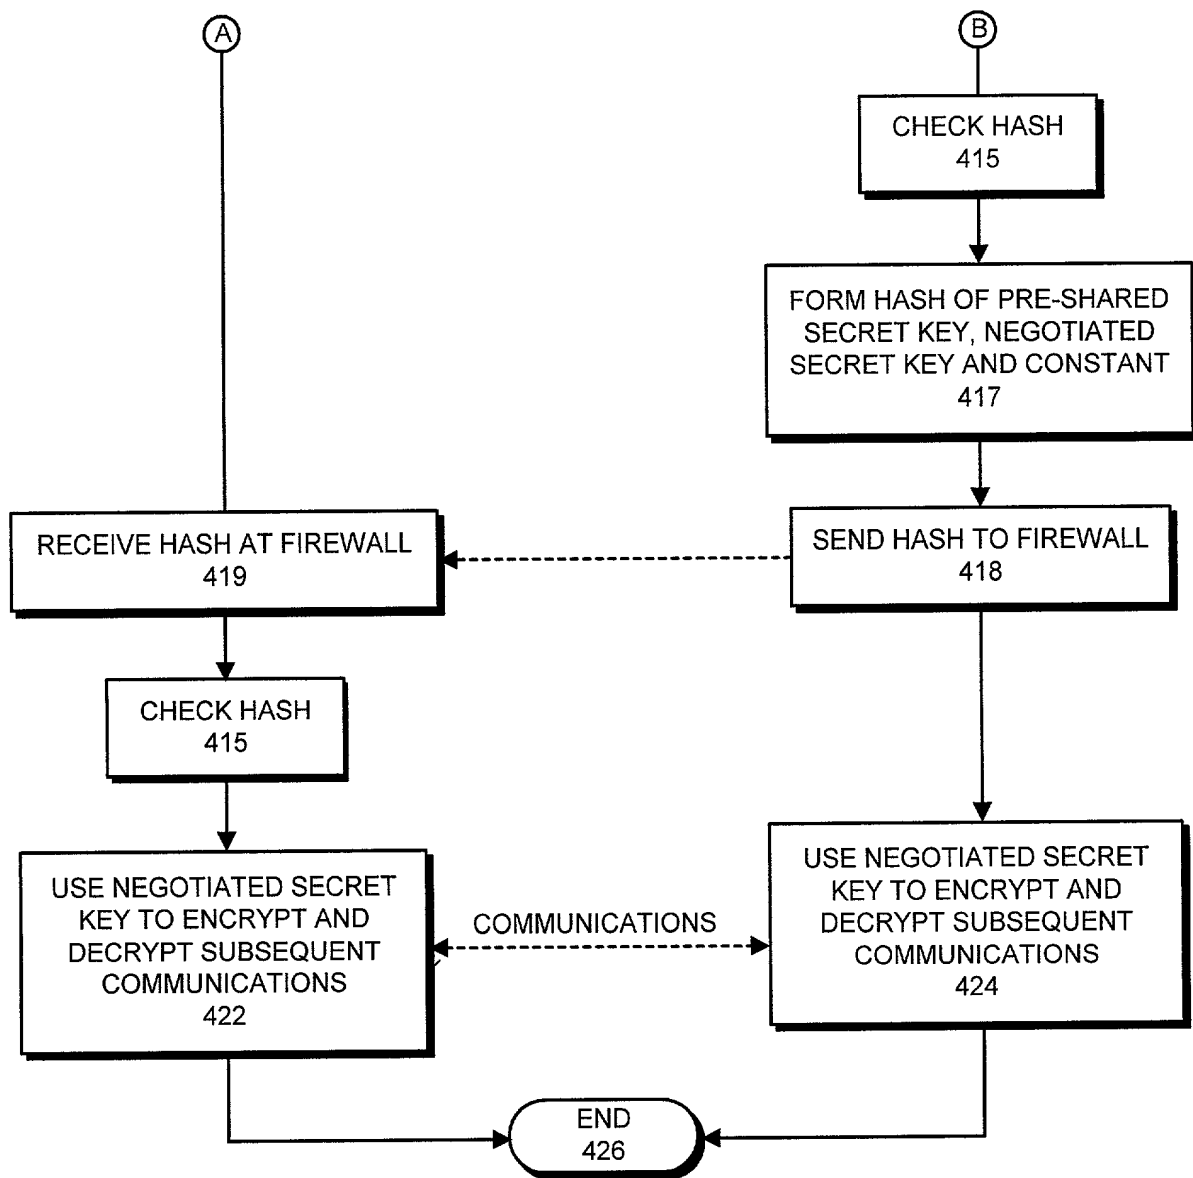 A
B
CHECK HASH
415
FORM HASH OF PRE-SHARED
SECRET KEY, NEGOTIATED
SECRET KEY AND CONSTANT
417
RECEIVE HASH AT FIREWALL
419
SEND HASH TO FIREWALL
418
CHECK HASH
415
USE NEGOTIATED SECRET
KEY TO ENCRYPT AND
DECRYPT SUBSEQUENT
COMMUNICATIONS
422
COMMUNICATIONS
USE NEGOTIATED SECRET
KEY TO ENCRYPT AND
DECRYPT SUBSEQUENT
COMMUNICATIONS
424
END
426